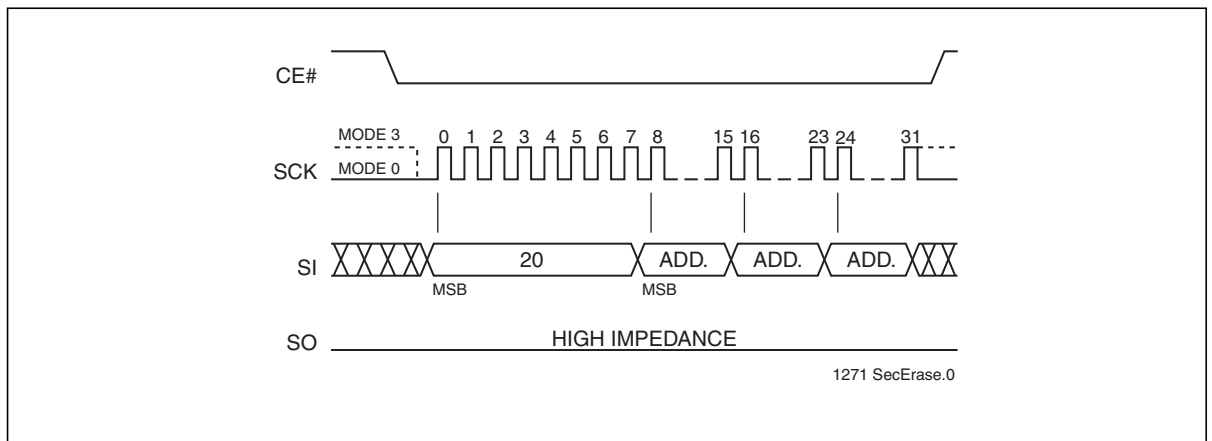 CE#
MODE 3
0 1 2 3 4 5 6 7 8 15 16 23 24 31
SCK
MODE 0
SI
20
ADD.
ADD.
ADD.
MSB
MSB
SO
HIGH IMPEDANCE
1271 SecErase.0